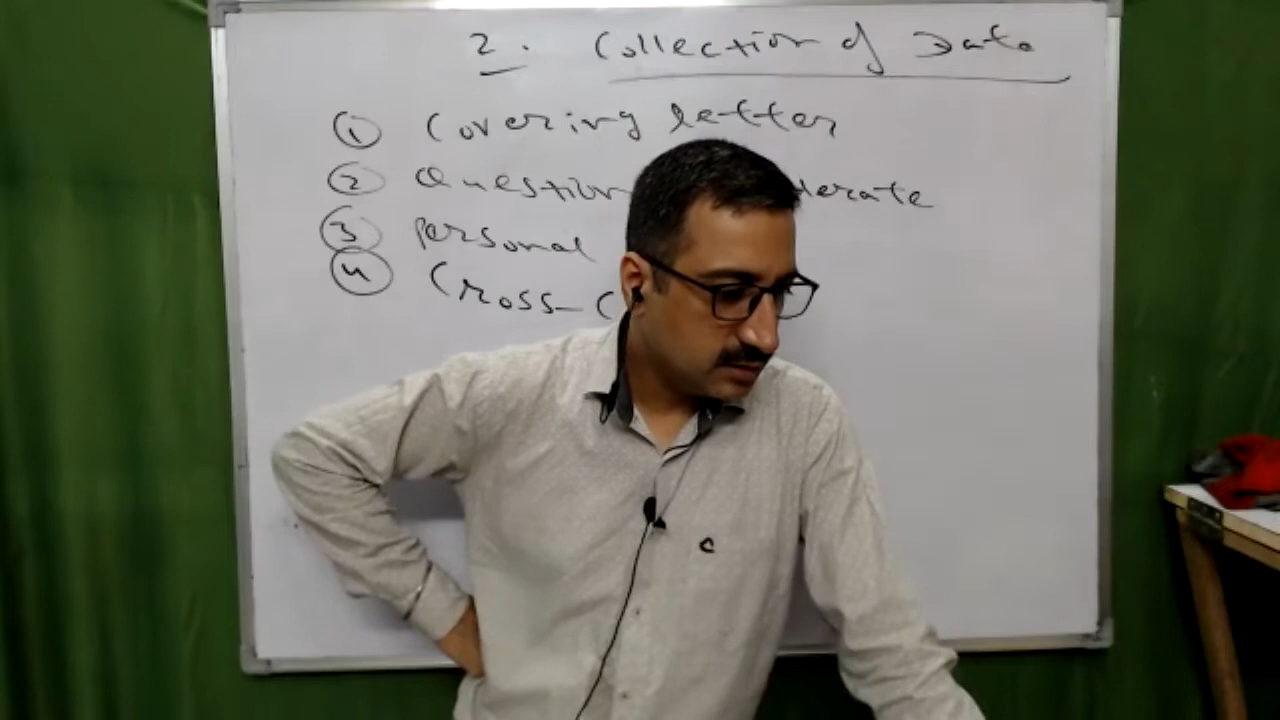 2. Collection of Data
① Covering letter
② Question
③ Personal
④ Cross-C